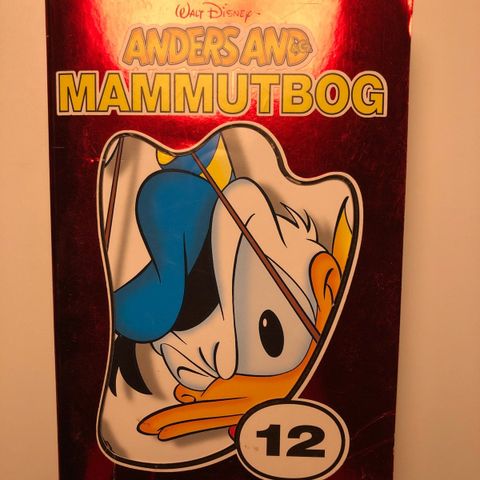 WALT DISNEY
ANDERS AND & CO.
MAMMUTBOG
12